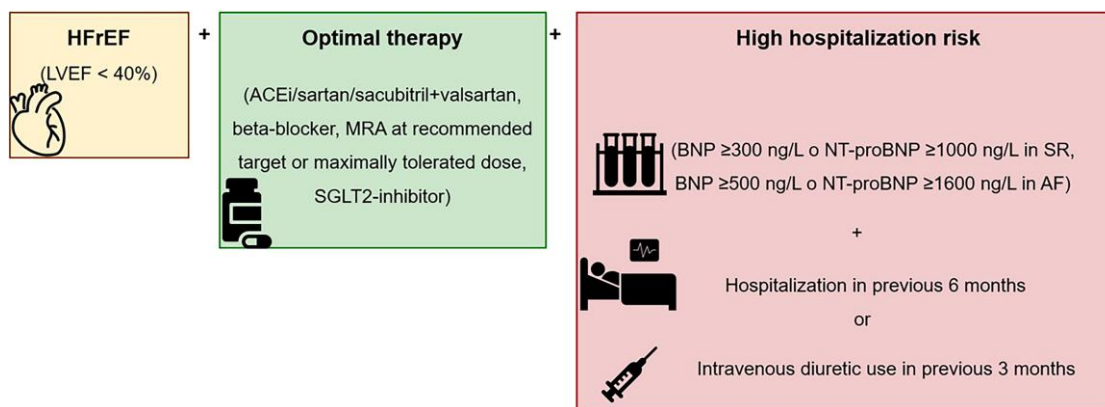 HFrEF
(LVEF < 40%)
+
Optimal therapy
(ACEi/sartan/sacubitril+valsartan,
beta-blocker, MRA at recommended
target or maximally tolerated dose,
SGLT2-inhibitor)
+
High hospitalization risk
(BNP ≥300 ng/L o NT-proBNP ≥1000 ng/L in SR,
BNP ≥500 ng/L o NT-proBNP ≥1600 ng/L in AF)
+
Hospitalization in previous 6 months
or
Intravenous diuretic use in previous 3 months